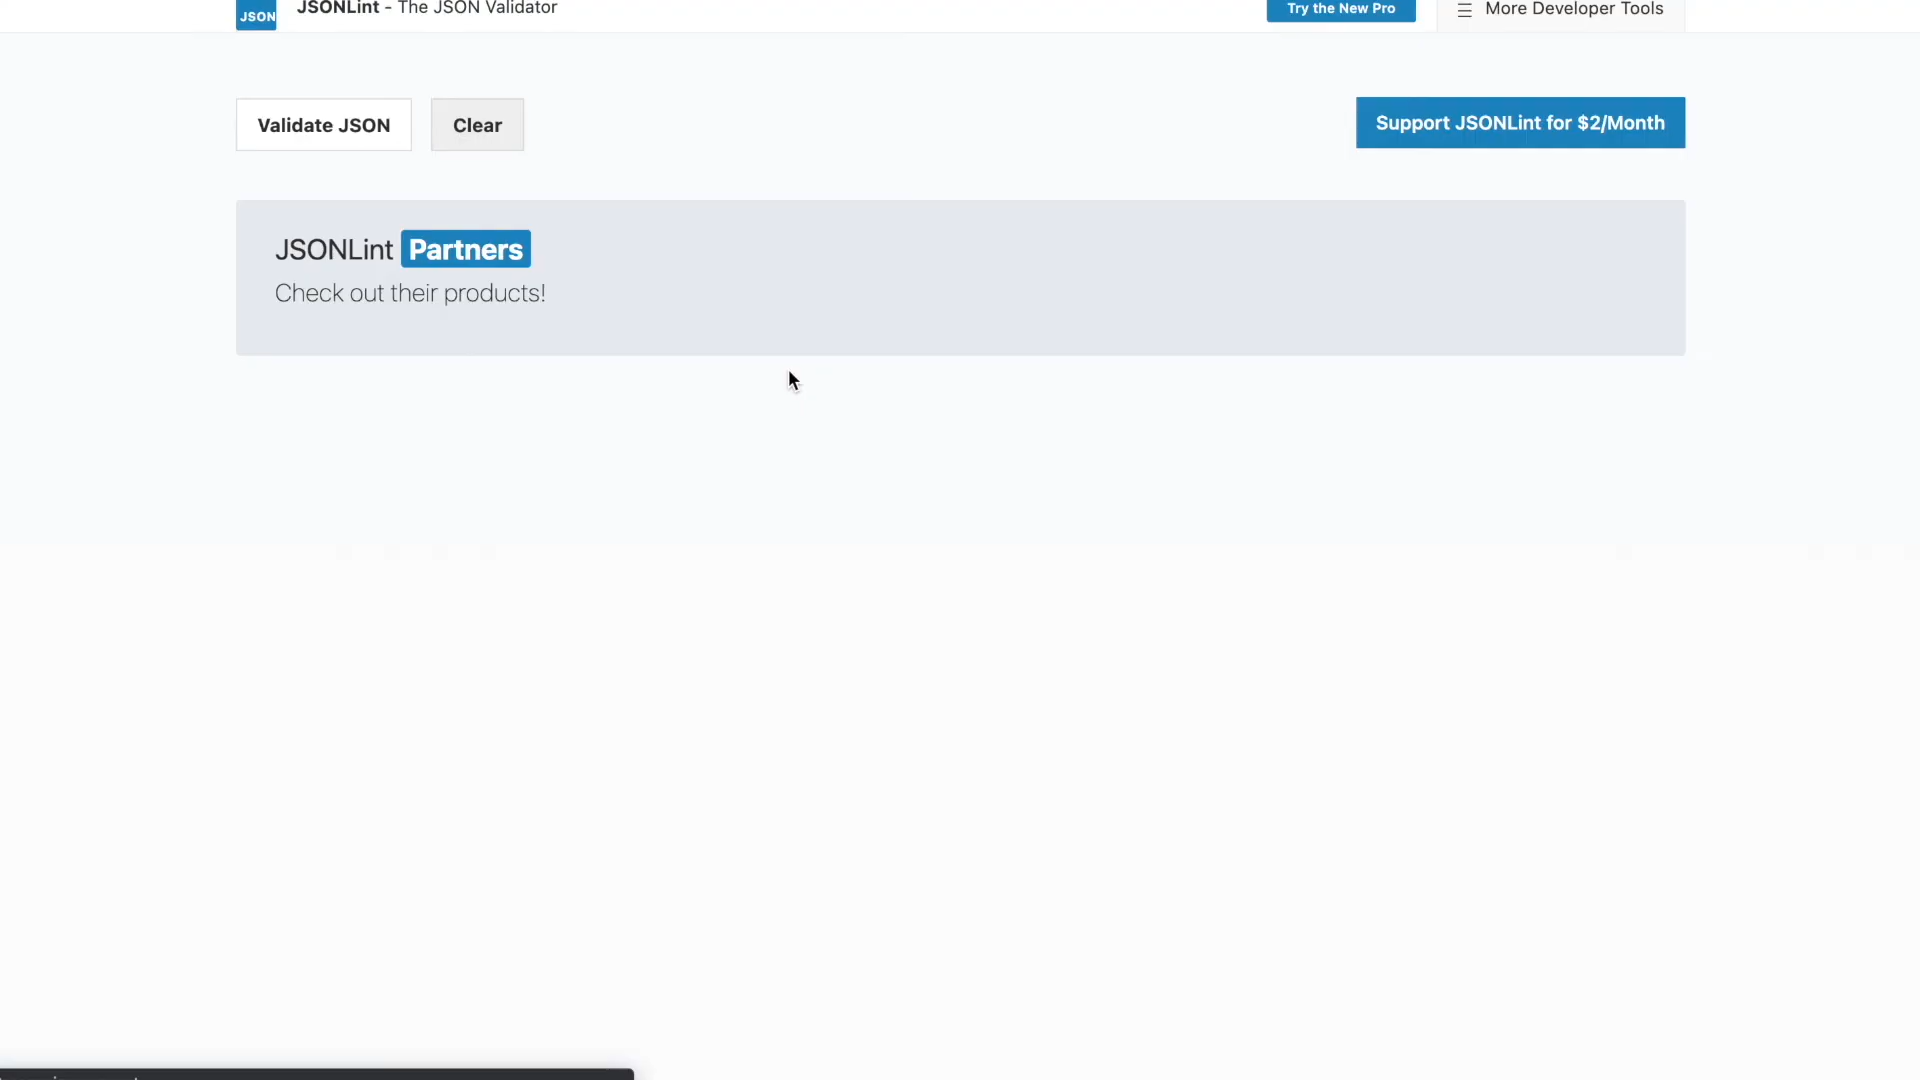 JSON
JSONLint - The JSON Validator
Try the New Pro
More Developer Tools
Validate JSON
Clear
Support JSONLint for $2/Month
JSONLint Partners
Check out their products!